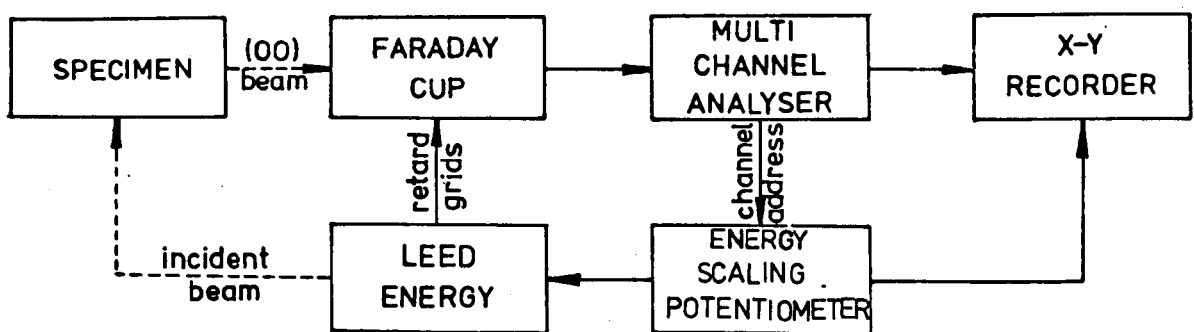 SPECIMEN
(00)
beam
FARADAY
CUP
MULTI
CHANNEL
ANALYSER
X-Y
RECORDER
retard
grids
channel
address
incident
beam
LEED
ENERGY
ENERGY
SCALING
POTENTIOMETER